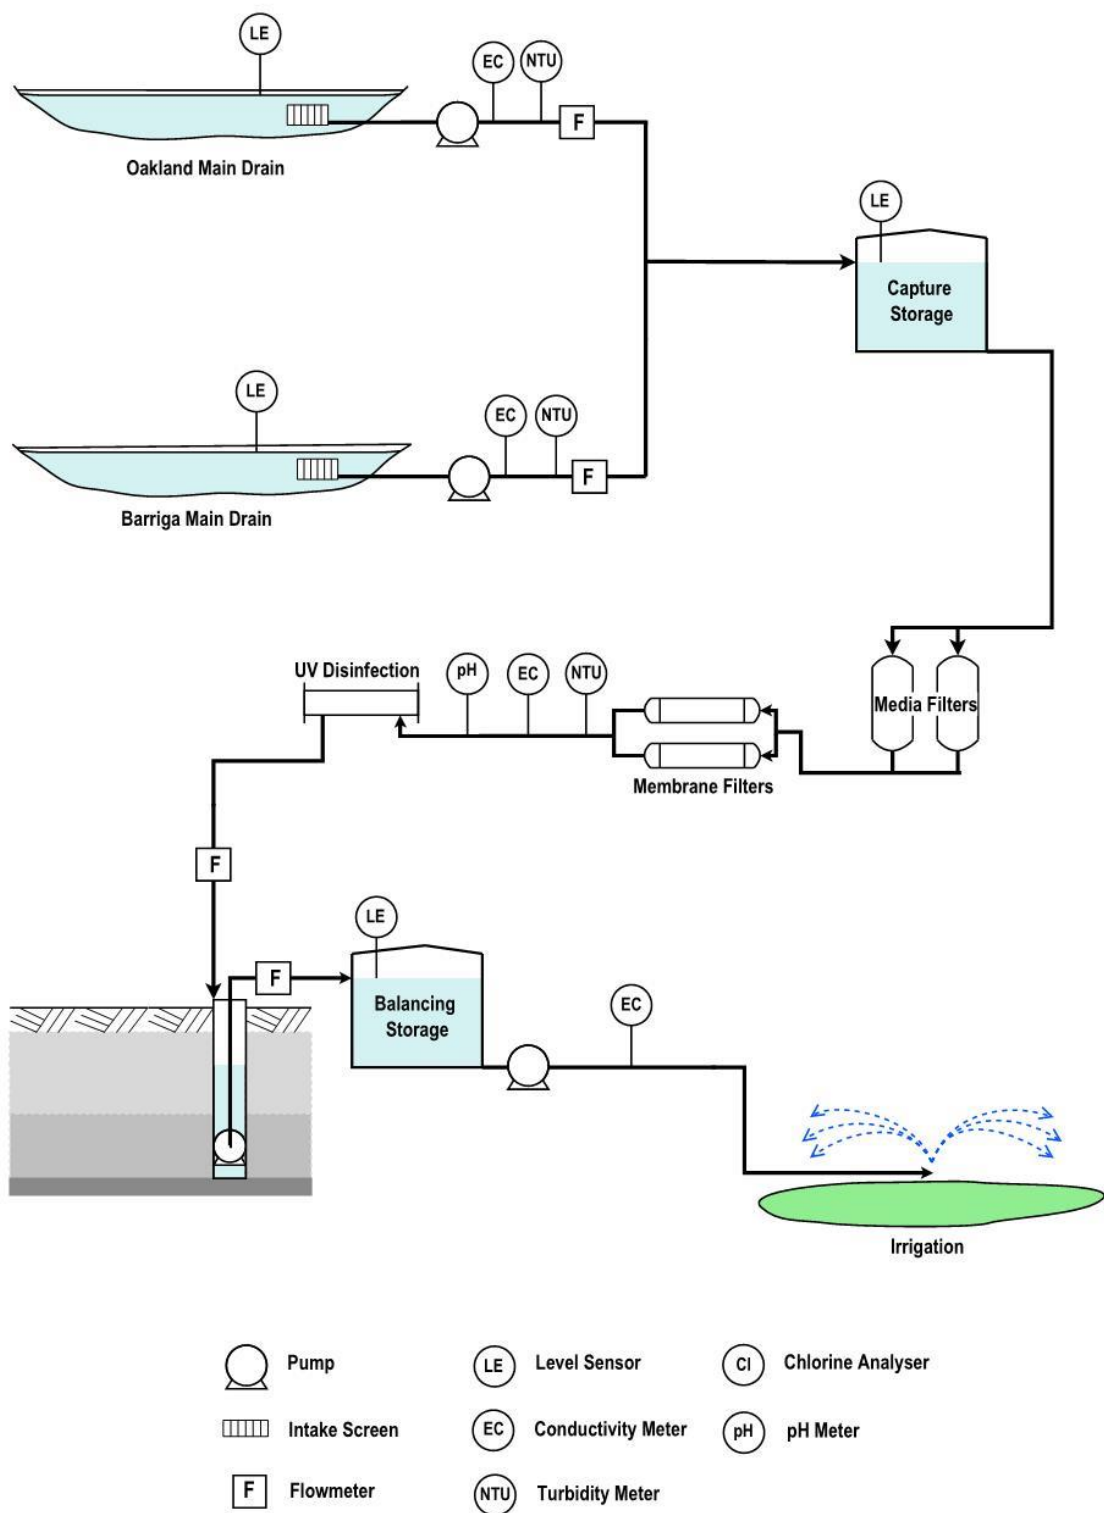 LE
EC
NTU
F
Oakland Main Drain
LE
Capture
Storage
LE
EC
NTU
F
Barriga Main Drain
UV Disinfection
pH
EC
NTU
Media Filters
Membrane Filters
F
LE
F
Balancing
Storage
EC
Irrigation
Pump
LE
Level Sensor
Cl
Chlorine Analyser
Intake Screen
EC
Conductivity Meter
pH
pH Meter
F
Flowmeter
NTU
Turbidity Meter